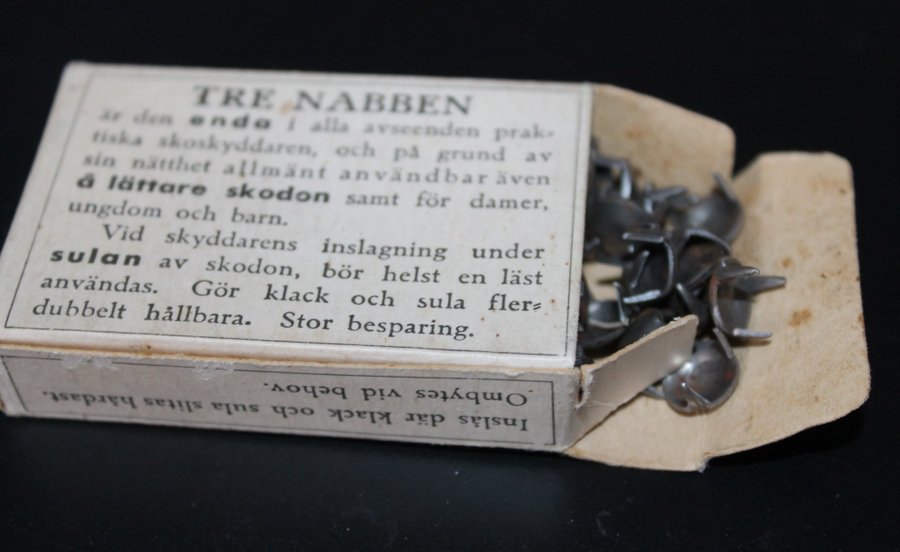 TRE NABBEN
är den enda i alla avseenden prak-
tiska skoskyddaren, och på grund av
sin nätthet allmänt användbar även
å lättare skodon samt för damer,
ungdom och barn.
Vid skyddarens inslagning under
sulan av skodon, bör helst en läst
användas. Gör klack och sula fler-
dubbelt hållbara. Stor besparing.
Inslås där klack och sula slitas hårdast.
Ombytes vid behov.